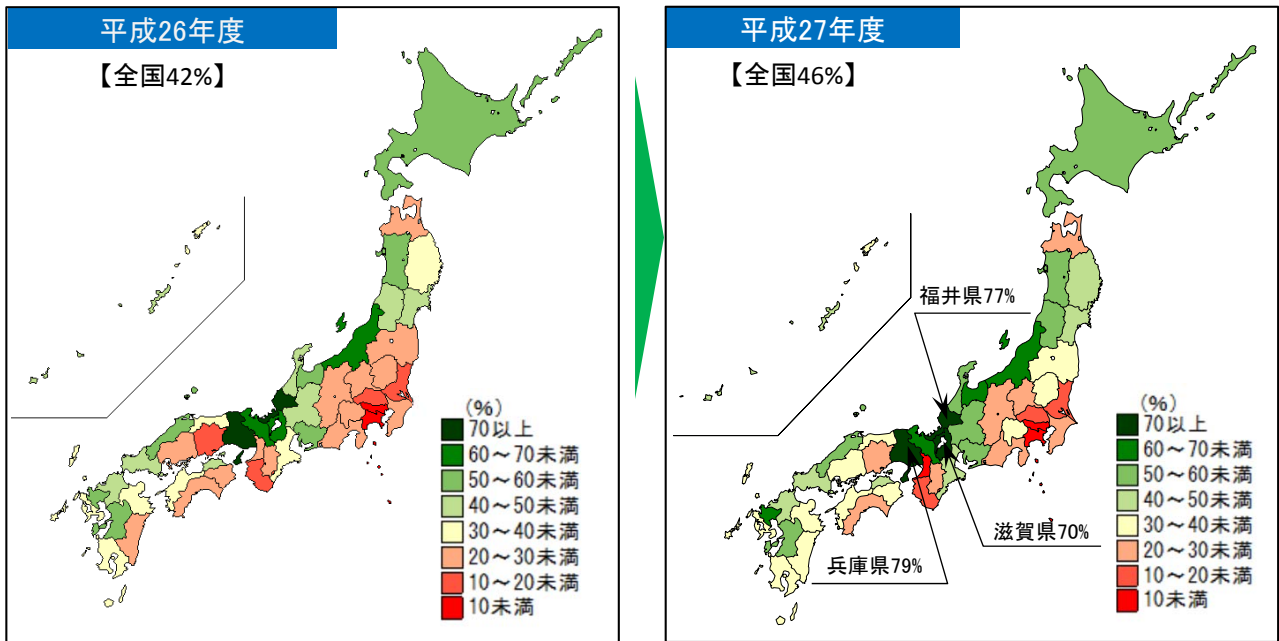 平成26年度
【全国42%】
(%)
70以上
60～70未満
50～60未満
40～50未満
30～40未満
20～30未満
10～20未満
10未満
平成27年度
【全国46%】
福井県77%
滋賀県70%
兵庫県79%
(%)
70以上
60～70未満
50～60未満
40～50未満
30～40未満
20～30未満
10～20未満
10未満